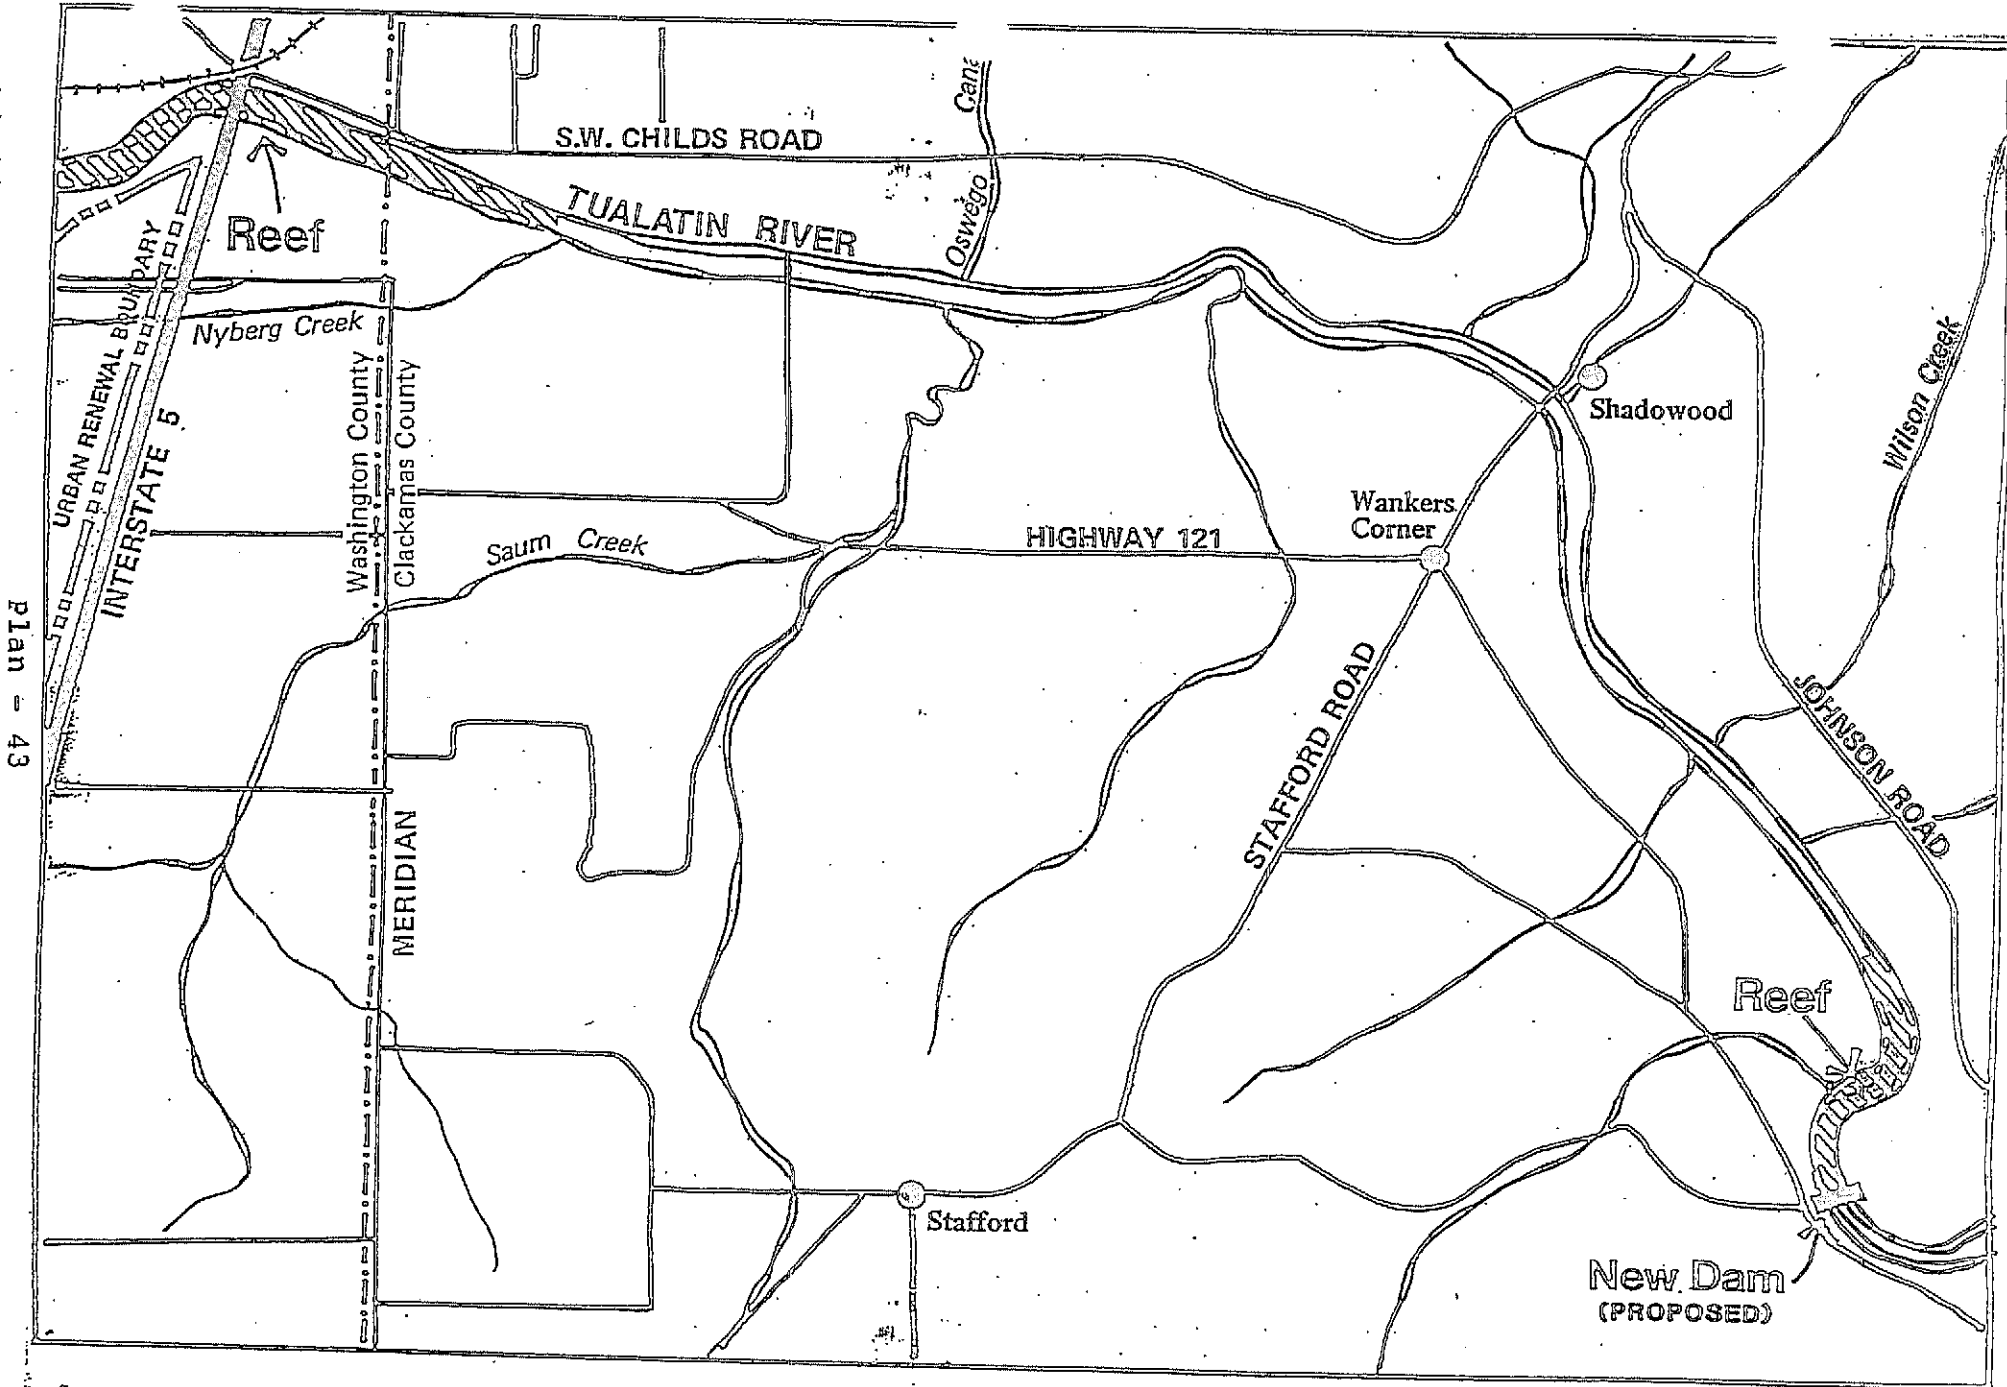 S.W. CHILDS ROAD
Oswego Cana
TUALATIN RIVER
Reef
URBAN RENEWAL BOUNDARY
INTERSTATE 5
Nyberg Creek
Washington County
Clackamas County
Saum Creek
HIGHWAY 121
Wankers
Corner
Shadowood
Wilson Creek
STAFFORD ROAD
JOHNSON ROAD
MERIDIAN
Reef
Stafford
New Dam
(PROPOSED)
Plan - 43